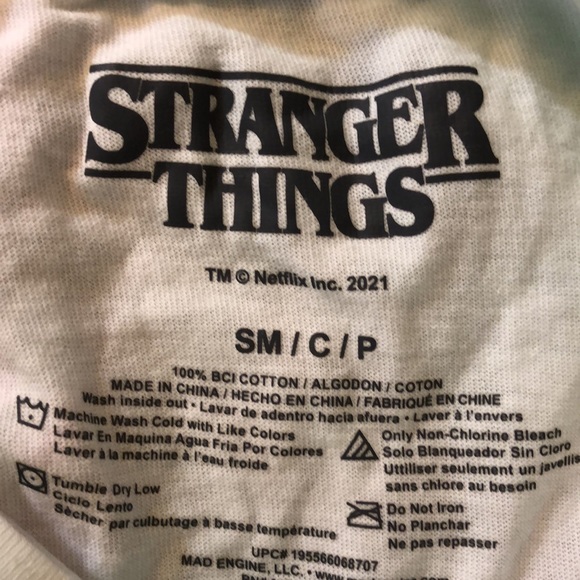 STRANGER
THINGS
TM © Netflix Inc. 2021
SM / C / P
100% BCI COTTON / ALGODON / COTON
MADE IN CHINA / HECHO EN CHINA / FABRIQUÉ EN CHINE
Wash inside out • Lavar de adentro hacia afuera • Laver à l'envers
Machine Wash Cold with Like Colors
Lavar En Maquina Agua Fria Por Colores
Laver à la machine à l'eau froide
Only Non-Chlorine Bleach
Solo Blanqueador Sin Cloro
Uttiliser seulement un javellis
sans chlore au besoin
Tumble Dry Low
Ciclo Lento
Sècher par culbutage à basse température
Do Not Iron
No Planchar
Ne pas repasser
UPC# 195566068707
MAD ENGINE, LLC. •